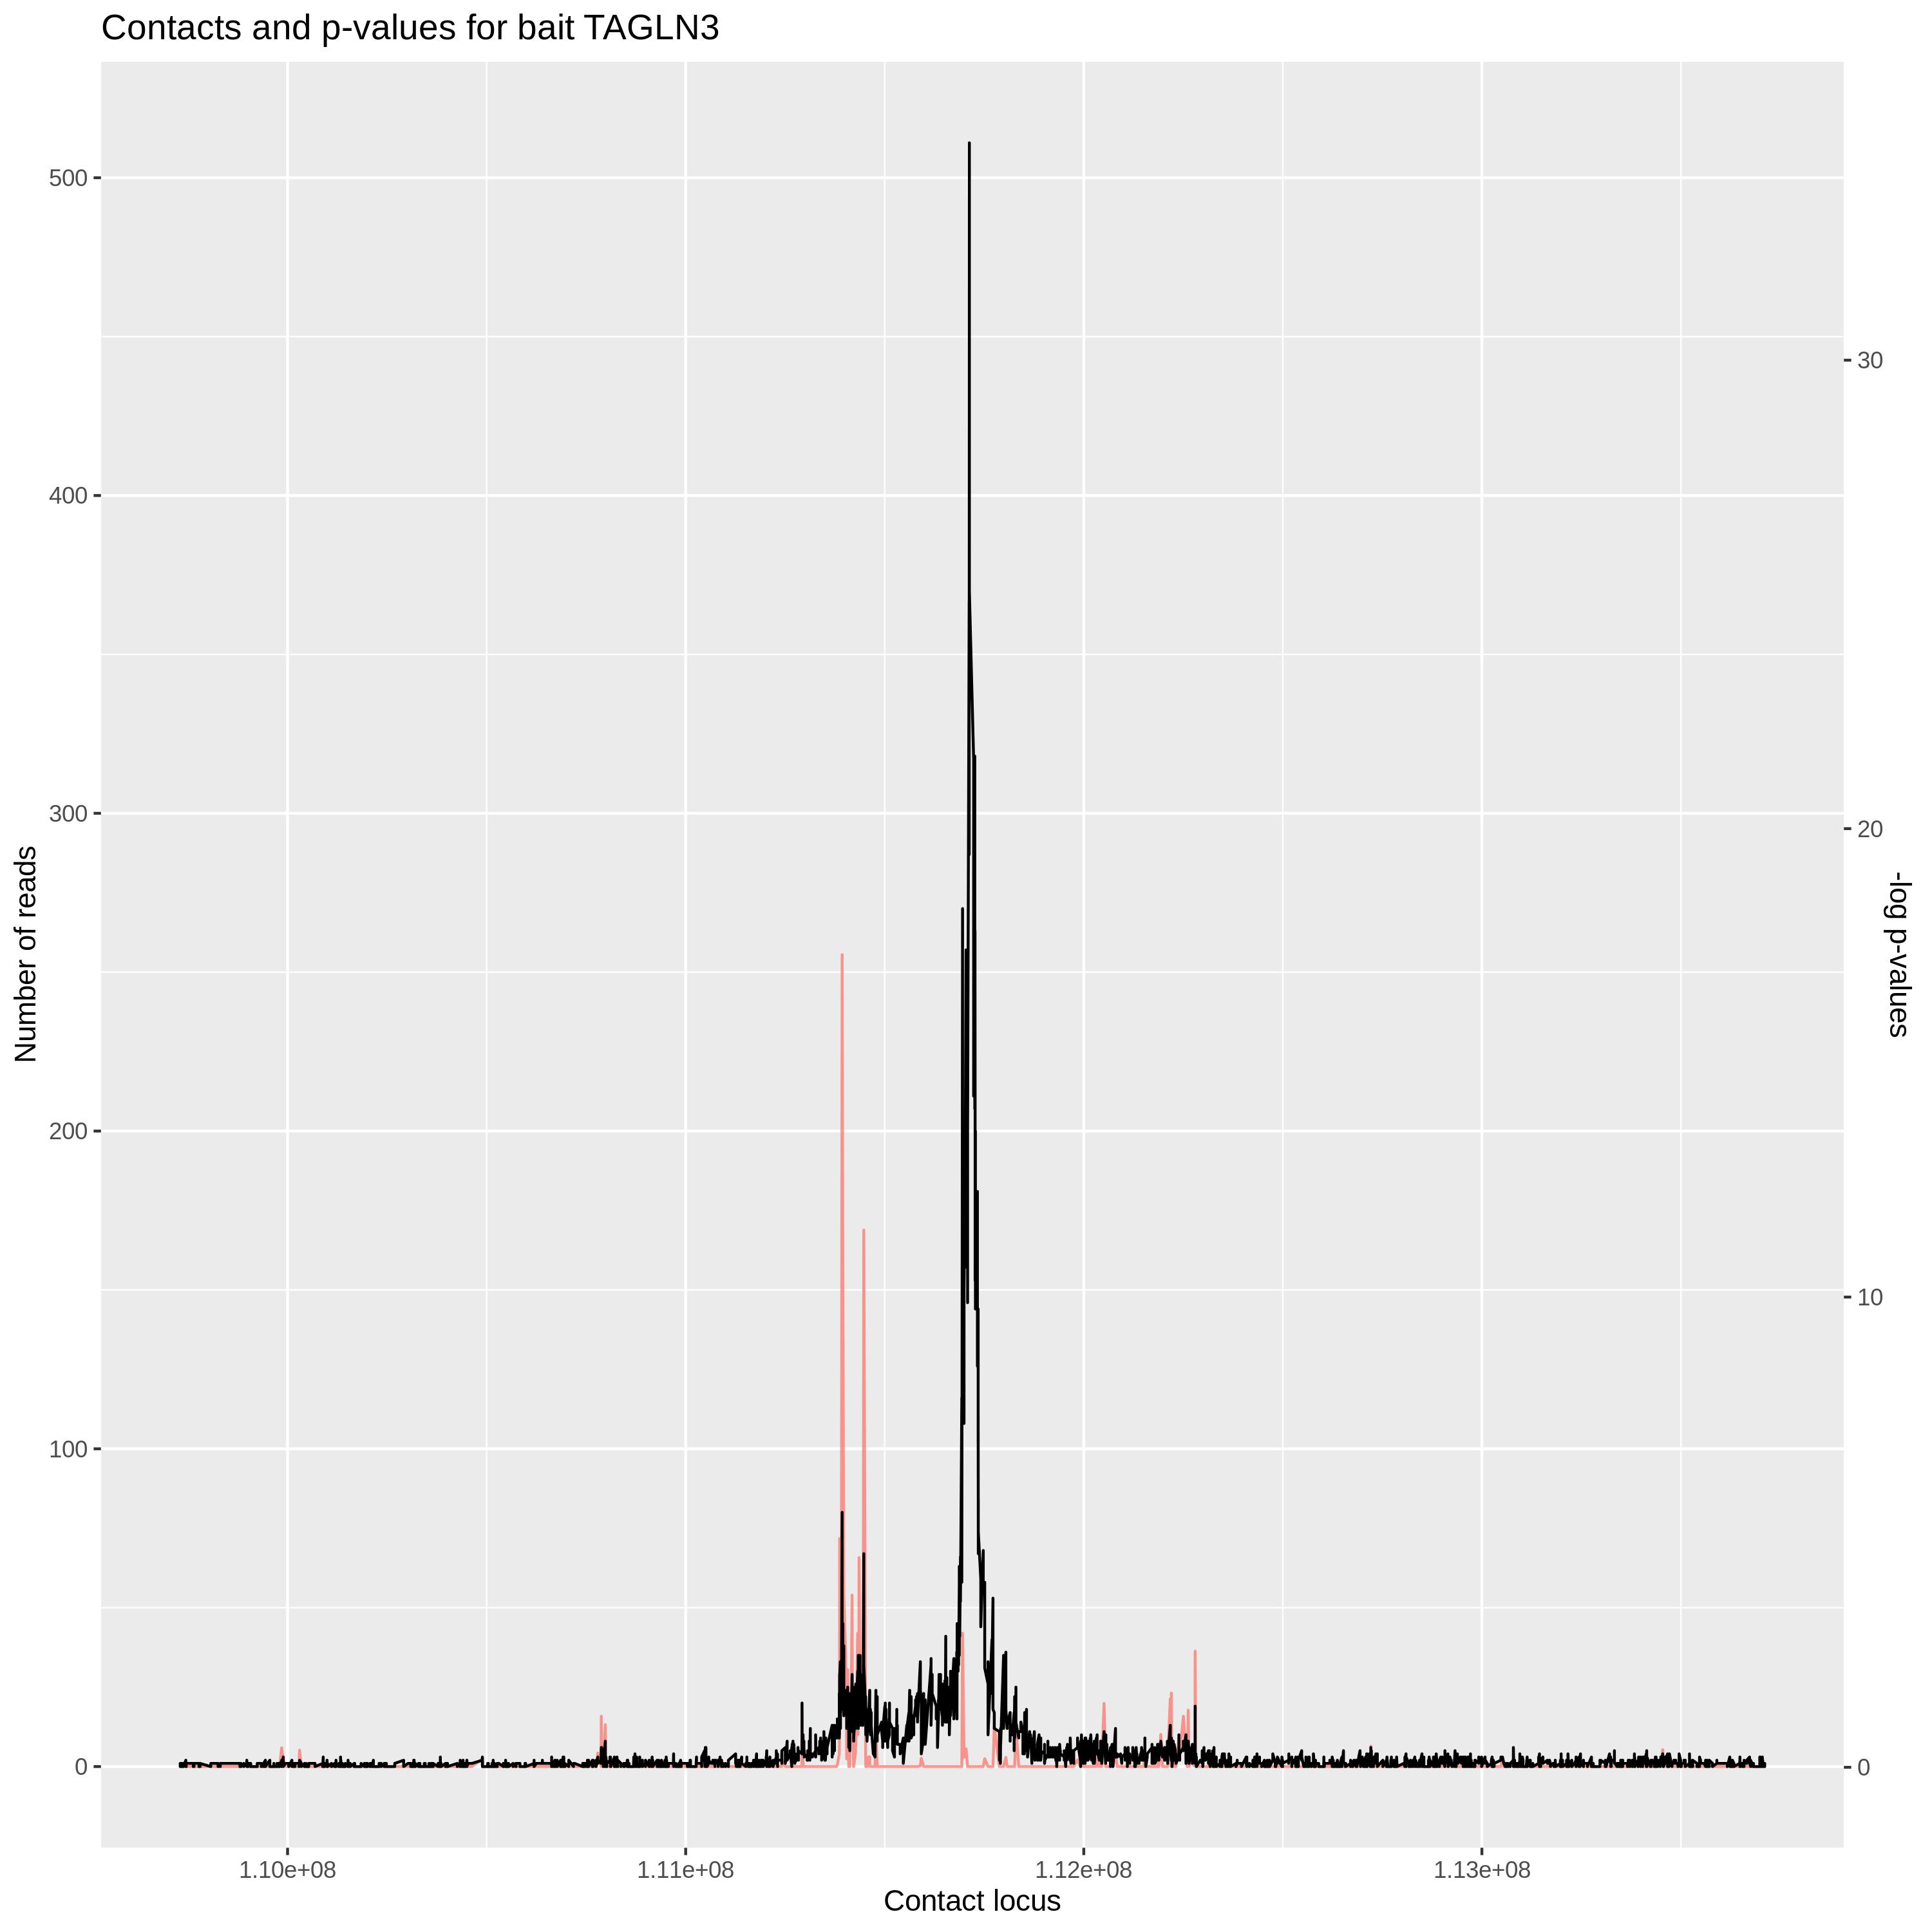 Contacts and p-values for bait TAGLN3
500
400
300
200
100
0
Number of reads
30
20
10
0
-log p-values
1.10e+08
1.11e+08
1.12e+08
1.13e+08
Contact locus